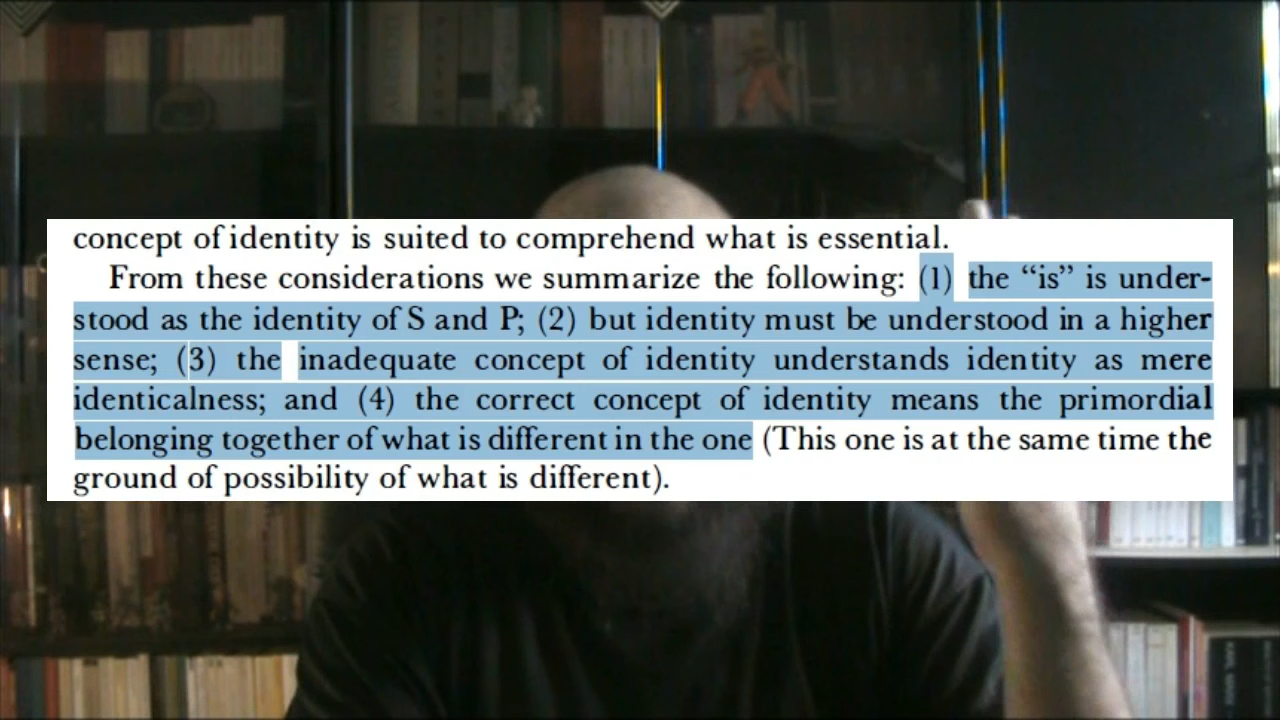 concept of identity is suited to comprehend what is essential.
From these considerations we summarize the following: (1) the “is” is under-
stood as the identity of S and P; (2) but identity must be understood in a higher
sense; (3) the inadequate concept of identity understands identity as mere
identicalness; and (4) the correct concept of identity means the primordial
belonging together of what is different in the one (This one is at the same time the
ground of possibility of what is different).